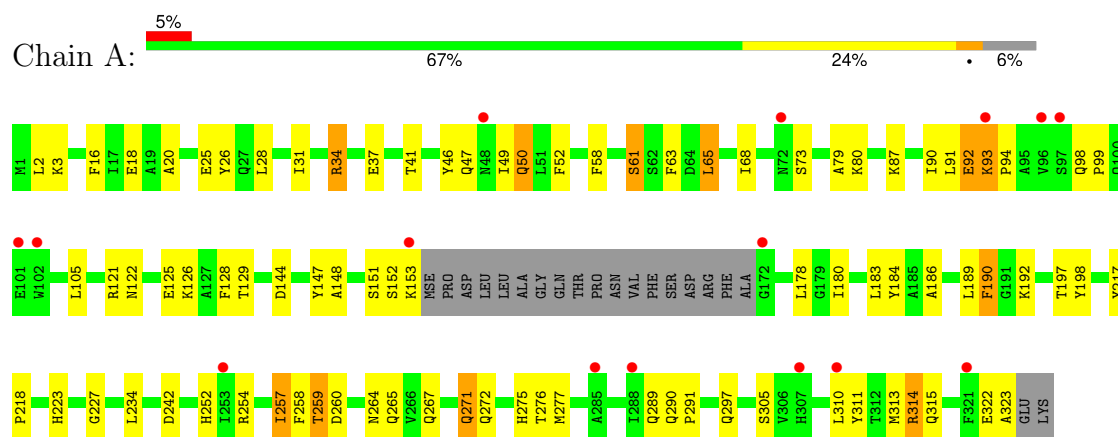 5%
Chain A:
67% 24% • 6%
M1 L2 K3 F16 I17 E18 A19 A20 E25 Y26 Q27 L28 I31 R34 E37 T41 Y46 Q47 N48 I49 Q50 L51 F52 F58 S61 S62 F63 D64 L65 I68 N72 S73 A79 K80 K87 I90 L91 E92 K93 P94 A95 V96 S97 Q98 P99
E101 W102 L105 R121 N122 E125 K126 A127 F128 T129 D144 Y147 A148 S151 S152 K153 MSE PRO ASP LEU LEU ALA GLY GLN THR PRO ASN VAL PHE SER ASP ARG PHE ALA G172 L178 G179 I180 L183 Y184 A185 A186 L189 F190 G191 K192 T197 Y198
P218 H223 G227 L234 D242 H252 I253 R254 I257 F258 T259 D260 N264 Q265 V266 Q267 Q271 Q272 H275 T276 M277 A285 I288 Q289 Q290 P291 Q297 S305 V306 H307 L310 Y311 T312 M313 R314 Q315 F321 E322 A323 GLU LYS